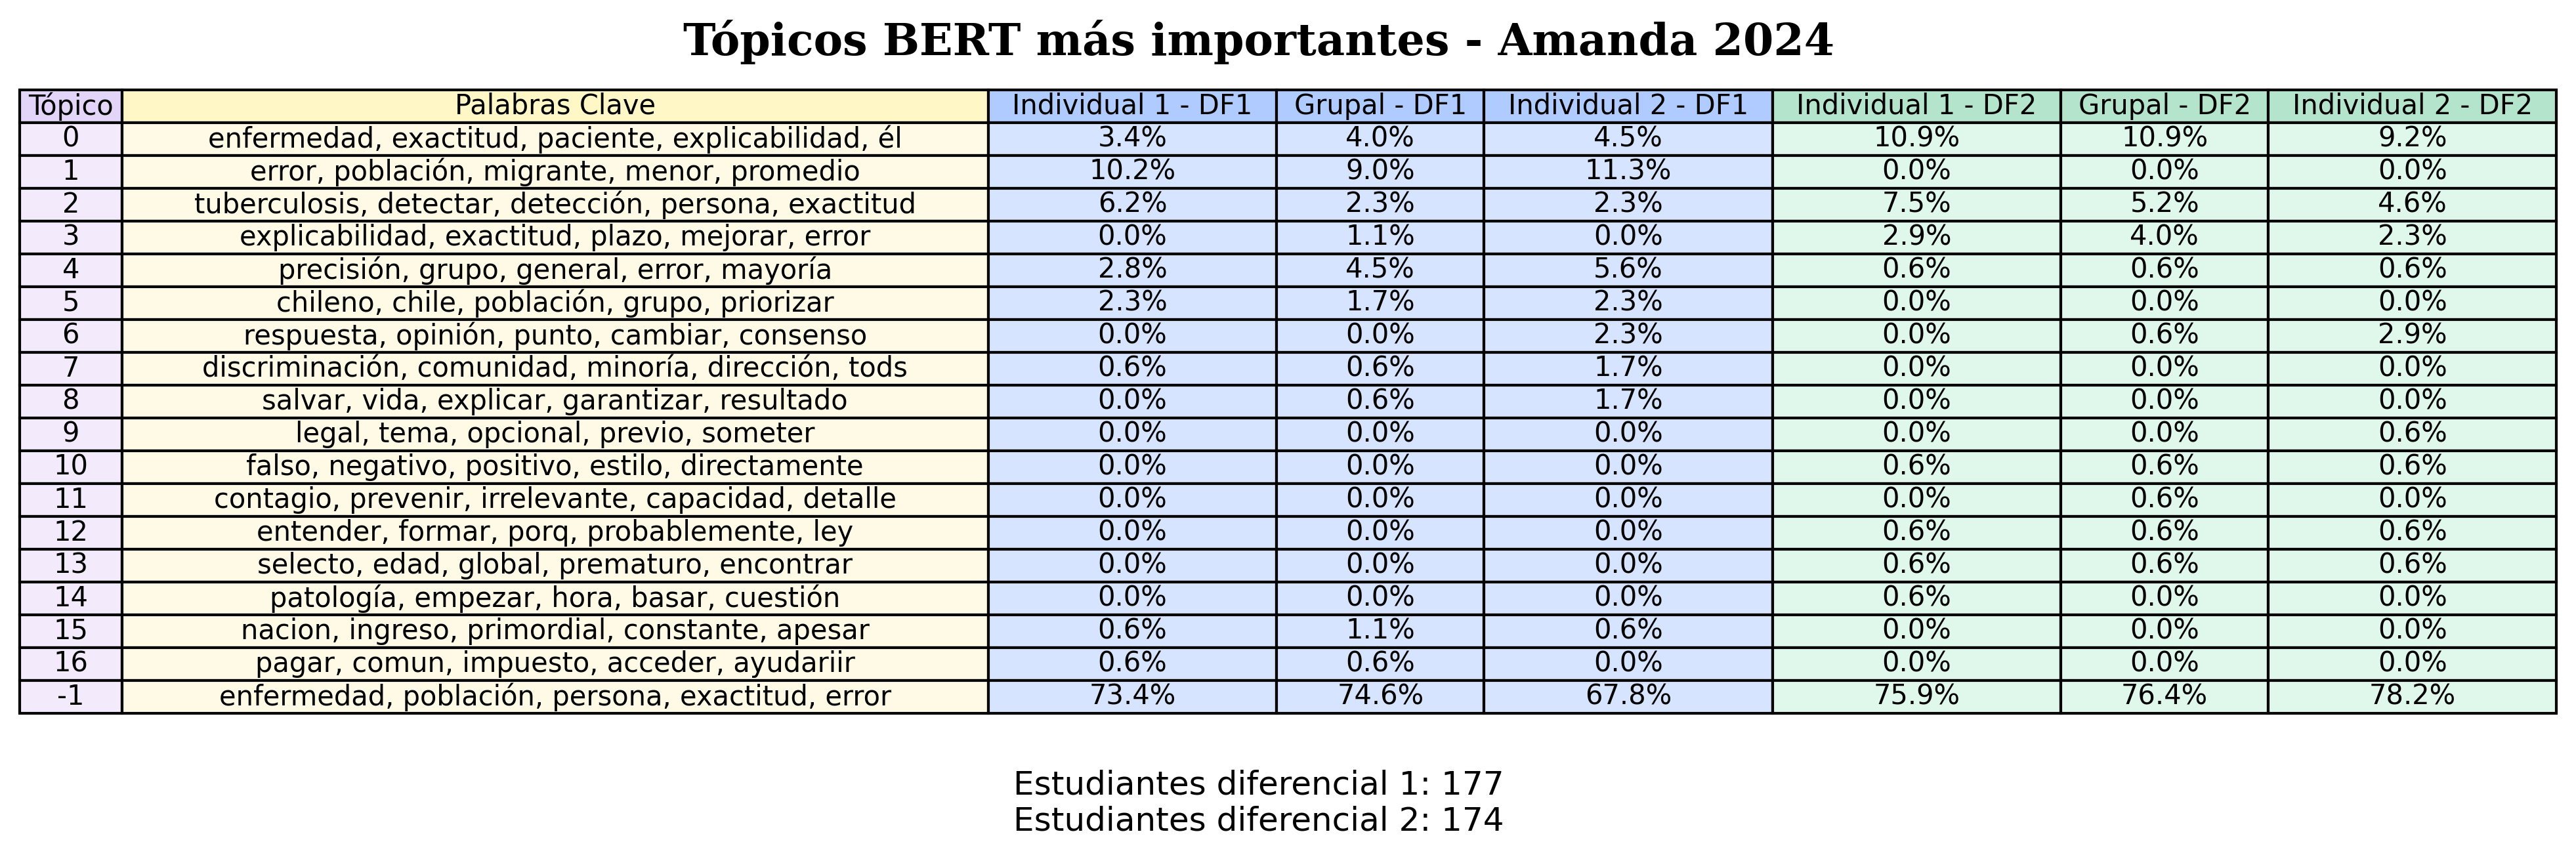 Tópicos BERT más importantes - Amanda 2024
Tópico Palabras Clave Individual 1 - DF1 Grupal - DF1 Individual 2 - DF1 Individual 1 - DF2 Grupal - DF2 Individual 2 - DF2
0 enfermedad, exactitud, paciente, explicabilidad, él 3.4% 4.0% 4.5% 10.9% 10.9% 9.2%
1 error, población, migrante, menor, promedio 10.2% 9.0% 11.3% 0.0% 0.0% 0.0%
2 tuberculosis, detectar, detección, persona, exactitud 6.2% 2.3% 2.3% 7.5% 5.2% 4.6%
3 explicabilidad, exactitud, plazo, mejorar, error 0.0% 1.1% 0.0% 2.9% 4.0% 2.3%
4 precisión, grupo, general, error, mayoría 2.8% 4.5% 5.6% 0.6% 0.6% 0.6%
5 chileno, chile, población, grupo, priorizar 2.3% 1.7% 2.3% 0.0% 0.0% 0.0%
6 respuesta, opinión, punto, cambiar, consenso 0.0% 0.0% 2.3% 0.0% 0.6% 2.9%
7 discriminación, comunidad, minoría, dirección, tods 0.6% 0.6% 1.7% 0.0% 0.0% 0.0%
8 salvar, vida, explicar, garantizar, resultado 0.0% 0.6% 1.7% 0.0% 0.0% 0.0%
9 legal, tema, opcional, previo, someter 0.0% 0.0% 0.0% 0.0% 0.0% 0.6%
10 falso, negativo, positivo, estilo, directamente 0.0% 0.0% 0.0% 0.6% 0.6% 0.6%
11 contagio, prevenir, irrelevante, capacidad, detalle 0.0% 0.0% 0.0% 0.0% 0.6% 0.0%
12 entender, formar, porq, probablemente, ley 0.0% 0.0% 0.0% 0.6% 0.6% 0.6%
13 selecto, edad, global, prematuro, encontrar 0.0% 0.0% 0.0% 0.6% 0.6% 0.6%
14 patología, empezar, hora, basar, cuestión 0.0% 0.0% 0.0% 0.6% 0.0% 0.0%
15 nacion, ingreso, primordial, constante, apesar 0.6% 1.1% 0.6% 0.0% 0.0% 0.0%
16 pagar, comun, impuesto, acceder, ayudariir 0.6% 0.6% 0.0% 0.0% 0.0% 0.0%
-1 enfermedad, población, persona, exactitud, error 73.4% 74.6% 67.8% 75.9% 76.4% 78.2%
Estudiantes diferencial 1: 177
Estudiantes diferencial 2: 174